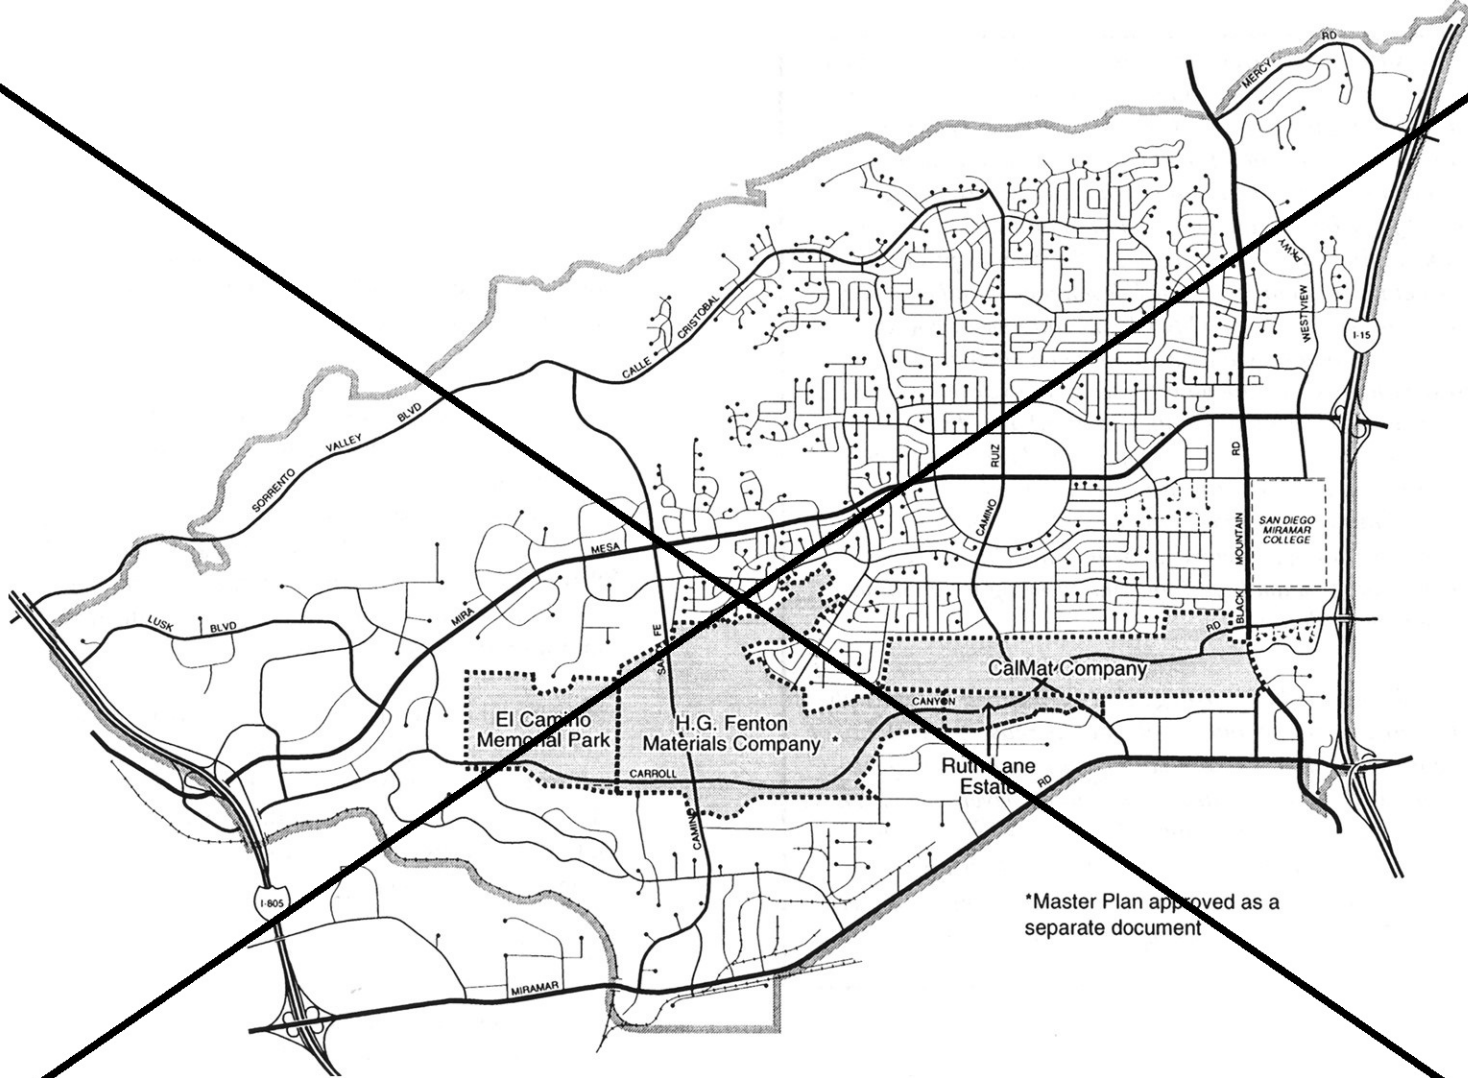 MERCY
RD
PKWY
WESTVIEW
I-15
CALLE
CRISTOBAL
SORRENTO
VALLEY
BLVD
RUIZ
CAMINO
RD
MOUNTAIN
BLACK
SAN DIEGO
MIRAMAR
COLLEGE
MESA
MIRA
LUSK
BLVD
FE
RD
CalMat Company
CANYON
El Camino
Memorial Park
H.G. Fenton
Materials Company *
CARROLL
Ruth Lane
Estate
RD
CAMINO
I-805
*Master Plan approved as a
separate document
MIRAMAR